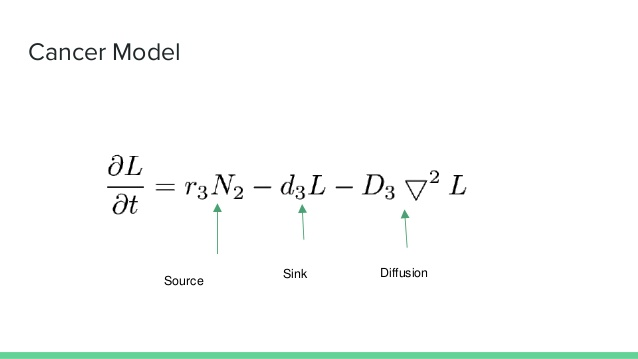 Cancer Model
∂L/∂t = r₃N₂ − d₃L − D₃ ▽² L
Source
Sink
Diffusion